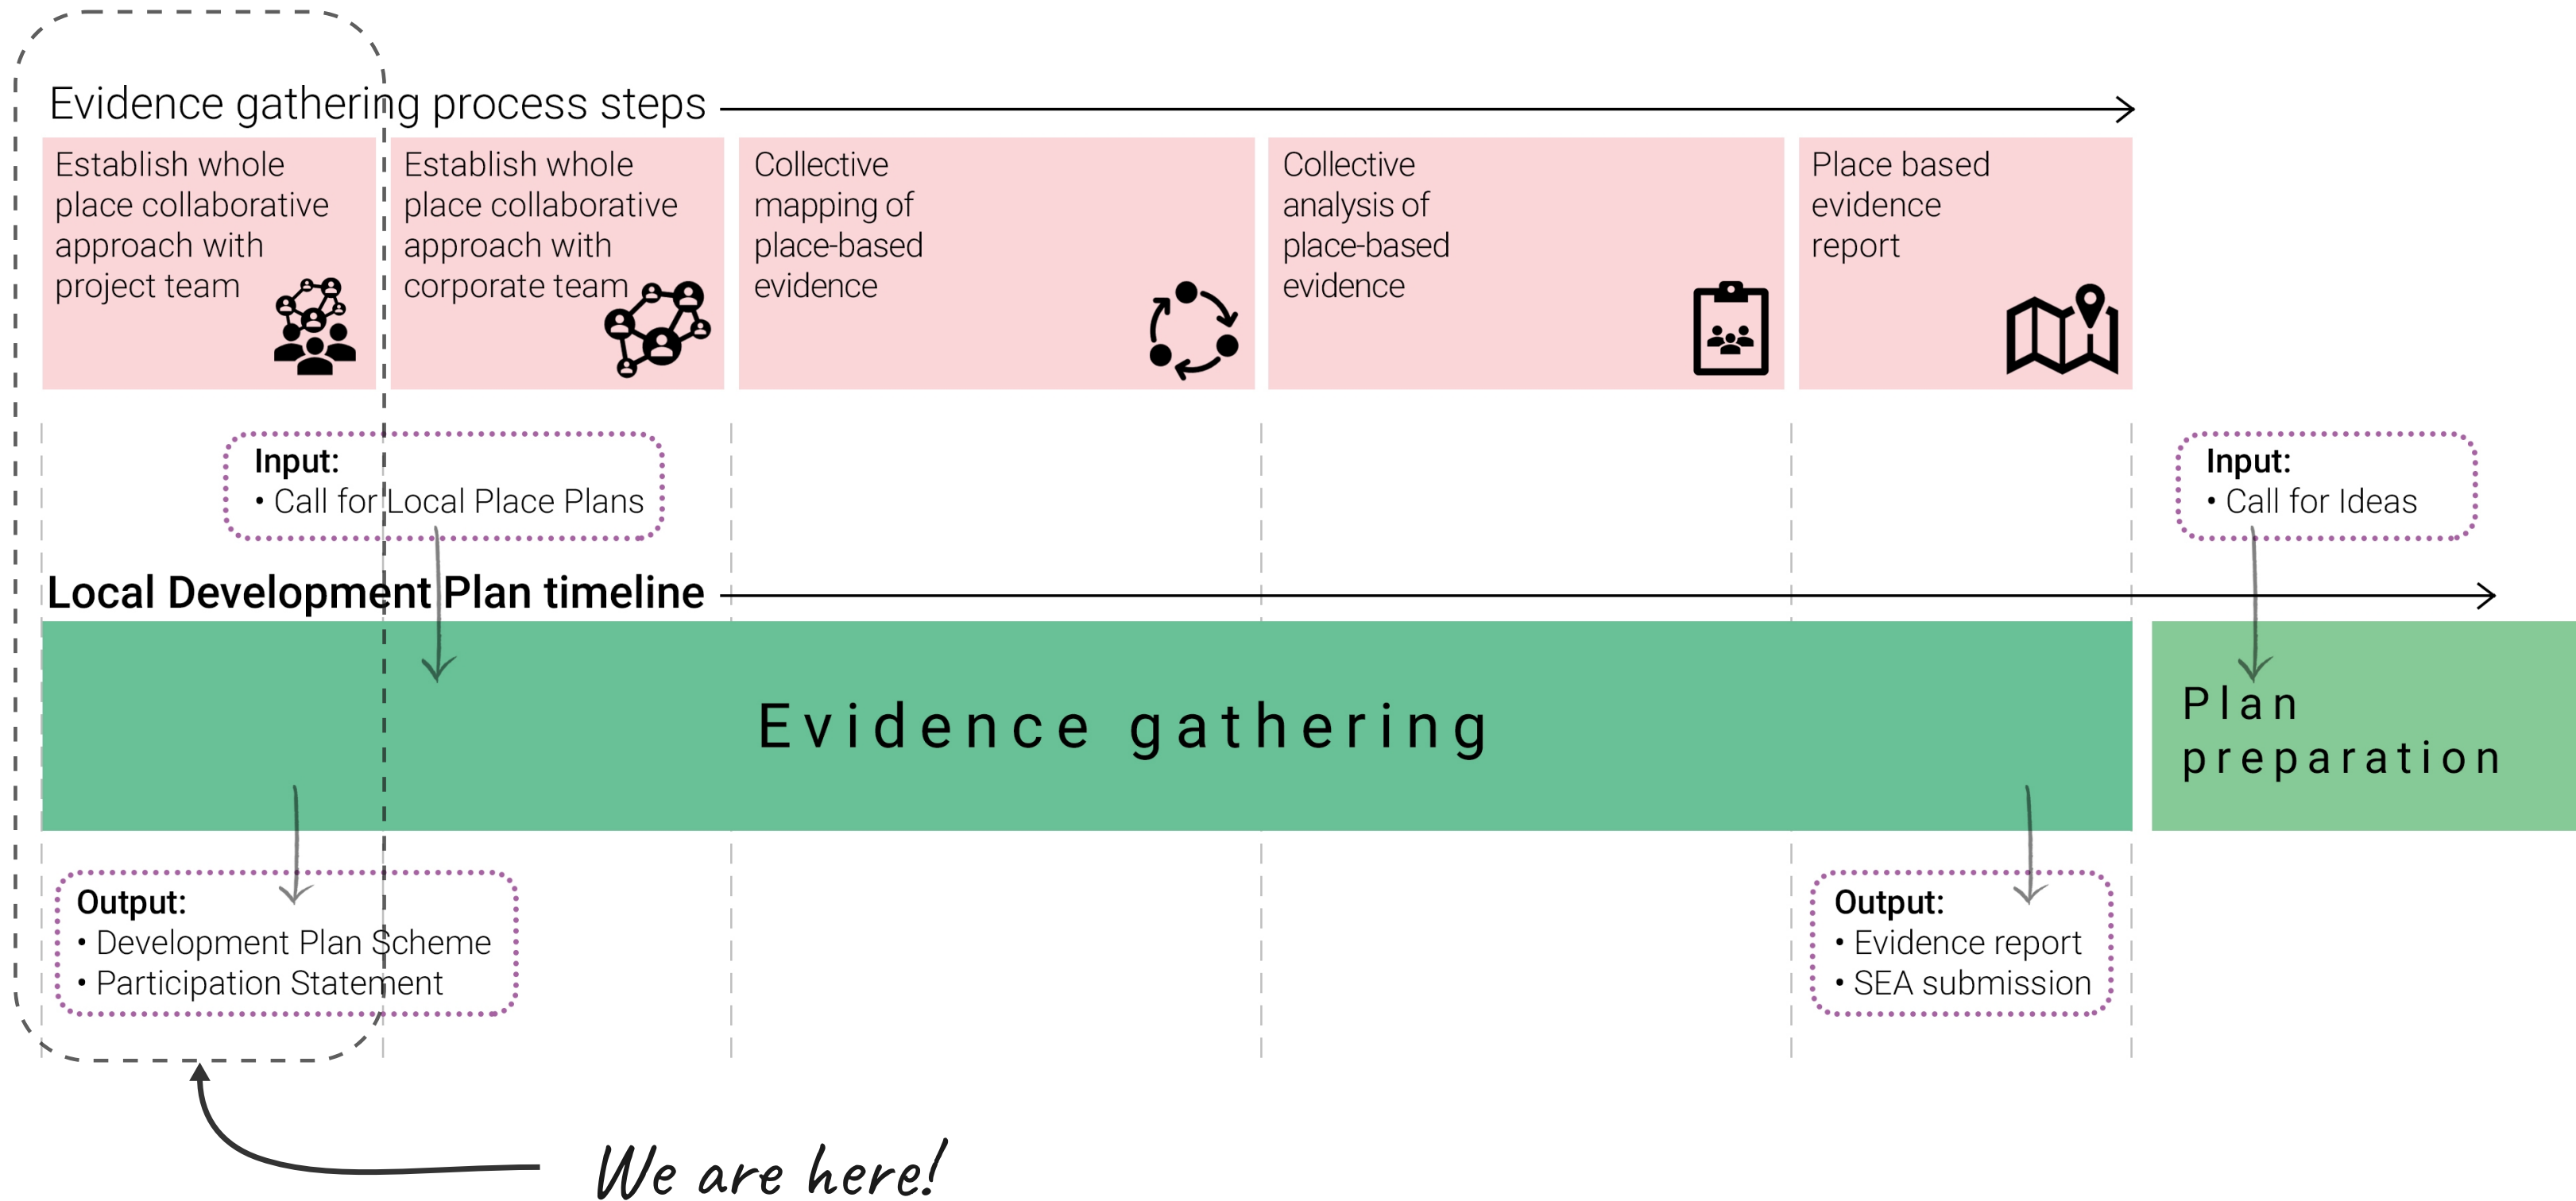 Evidence gathering process steps
Establish whole
place collaborative
approach with
project team
Establish whole
place collaborative
approach with
corporate team
Collective
mapping of
place-based
evidence
Collective
analysis of
place-based
evidence
Place based
evidence
report
Input:
• Call for Local Place Plans
Input:
• Call for Ideas
Local Development Plan timeline
Evidence gathering
Plan
preparation
Output:
• Development Plan Scheme
• Participation Statement
Output:
• Evidence report
• SEA submission
We are here!